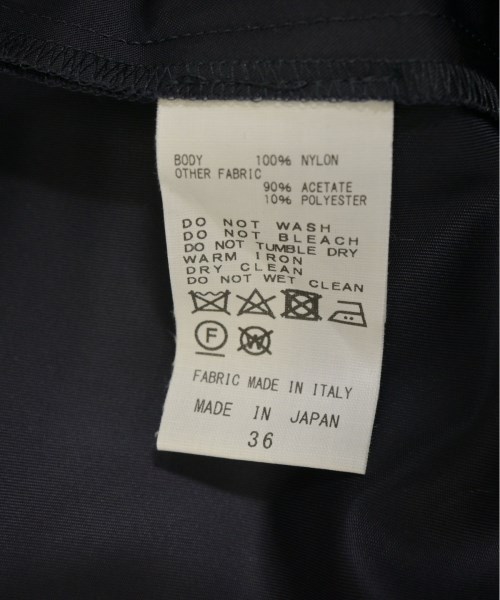 BODY 100% NYLON
OTHER FABRIC
90% ACETATE
10% POLYESTER
DO NOT WASH
DO NOT BLEACH
DO NOT TUMBLE DRY
WARM IRON
DRY CLEAN
DO NOT WET CLEAN
F W
FABRIC MADE IN ITALY
MADE IN JAPAN
36